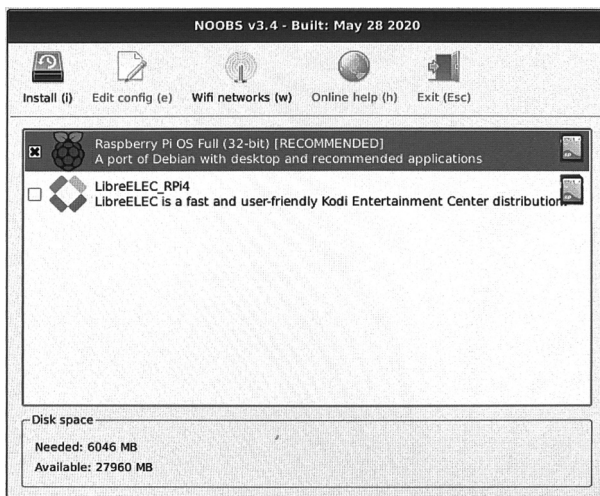 NOOBS v3.4 - Built: May 28 2020
Install (i) Edit config (e) Wifi networks (w) Online help (h) Exit (Esc)
Raspberry Pi OS Full (32-bit) [RECOMMENDED]
A port of Debian with desktop and recommended applications
LibreELEC_RPi4
LibreELEC is a fast and user-friendly Kodi Entertainment Center distribution.
Disk space
Needed: 6046 MB
Available: 27960 MB